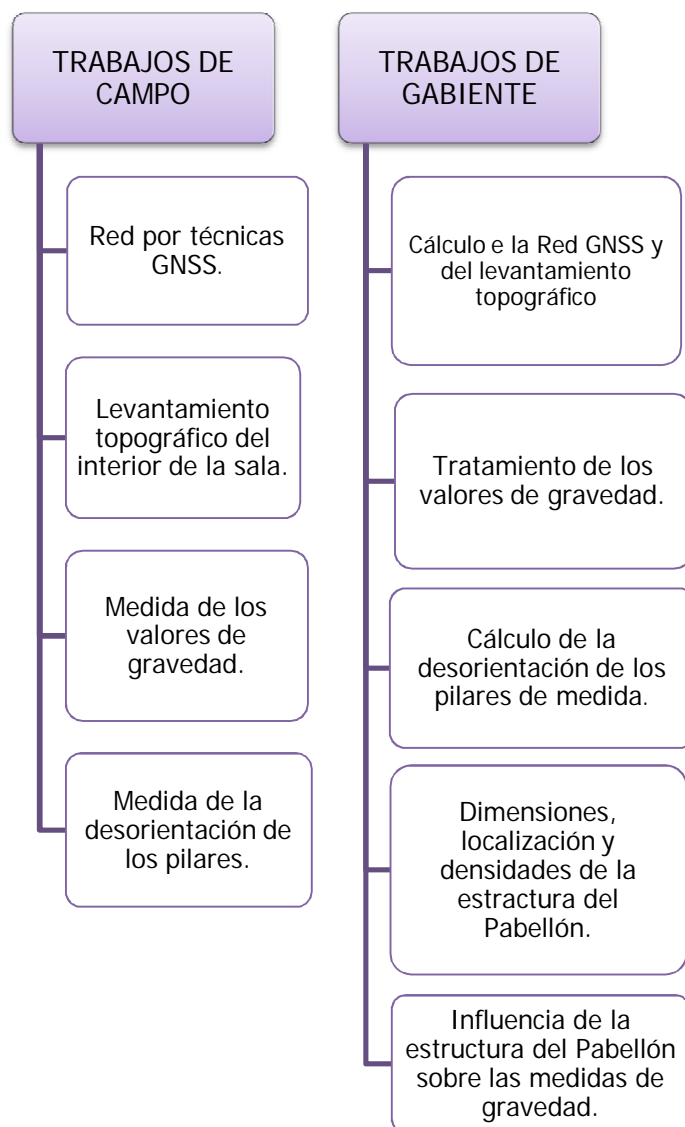 TRABAJOS DE
CAMPO
Red por técnicas
GNSS.
Levantamiento
topográfico del
interior de la sala.
Medida de los
valores de
gravedad.
Medida de la
desorientación de
los pilares.
TRABAJOS DE
GABIENTE
Cálculo e la Red GNSS y
del levantamiento
topográfico
Tratamiento de los
valores de gravedad.
Cálculo de la
desorientación de los
pilares de medida.
Dimensiones,
localización y
densidades de la
estractura del
Pabellón.
Influencia de la
estructura del Pabellón
sobre las medidas de
gravedad.